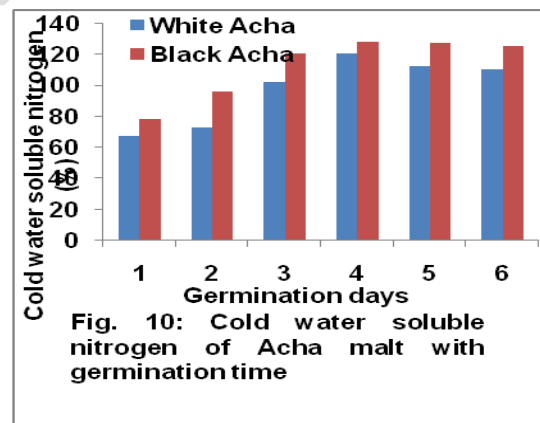 140
120
100
80
60
40
20
0
Cold water soluble nitrogen
(%)
White Acha
Black Acha
1 2 3 4 5 6
Germination days
Fig. 10: Cold water soluble
nitrogen of Acha malt with
germination time